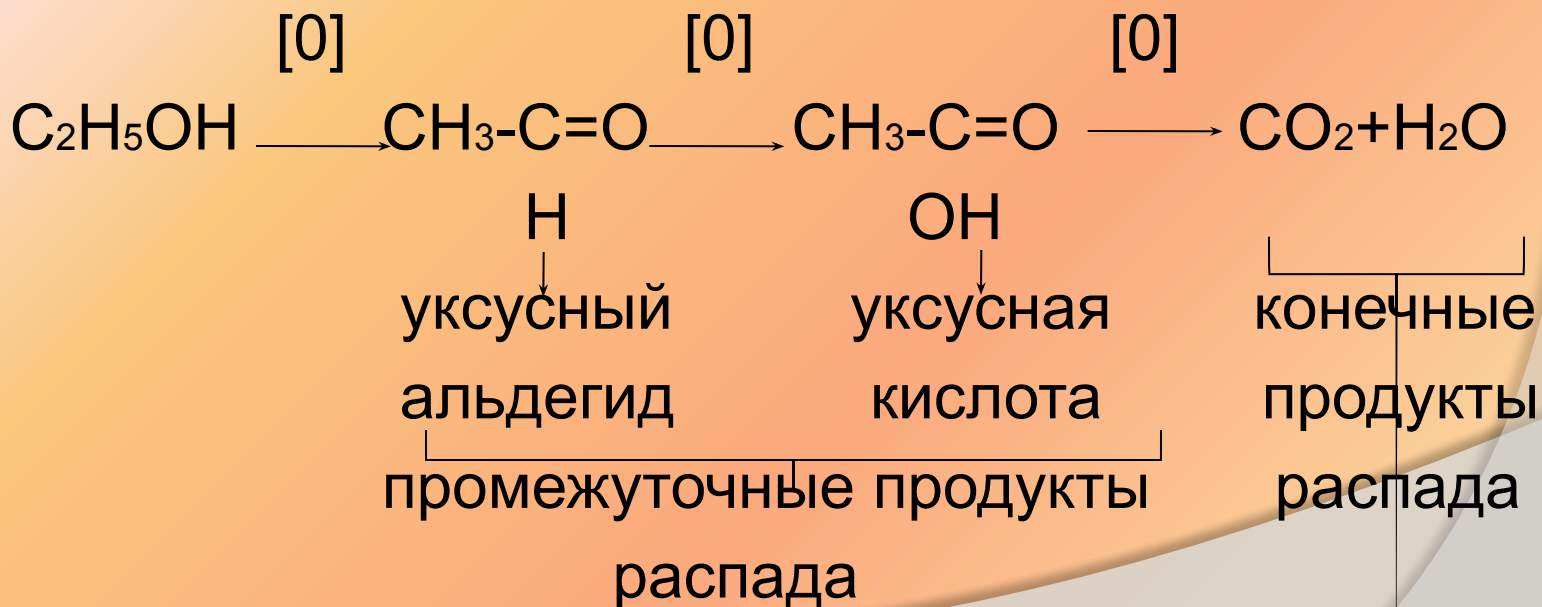 [0] [0] [0]
C₂H₅OH CH₃-C=O CH₃-C=O CO₂+H₂O
H OH
уксусный уксусная конечные
альдегид кислота продукты
промежуточные продукты распада
распада